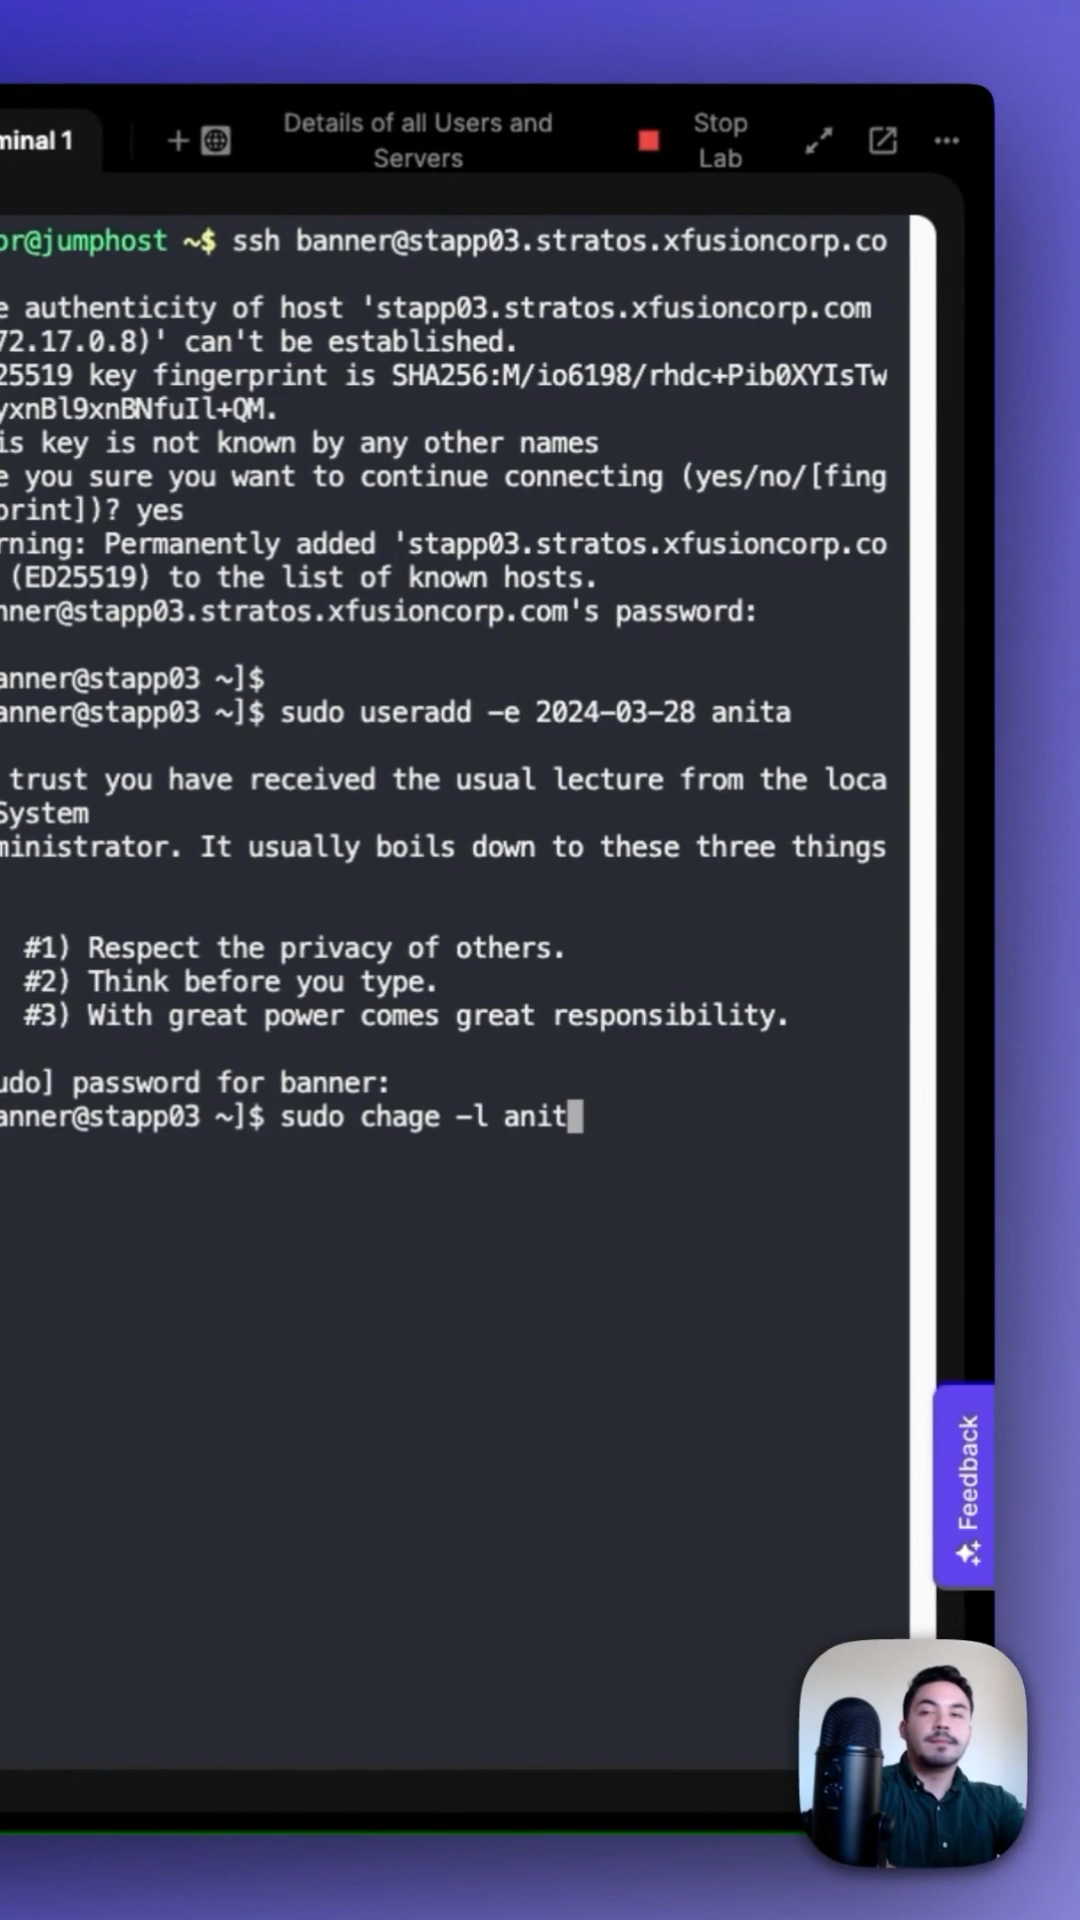 minal 1
+
Details of all Users and
Servers
Stop
Lab
or@jumphost ~$ ssh banner@stapp03.stratos.xfusioncorp.co
e authenticity of host 'stapp03.stratos.xfusioncorp.com
72.17.0.8)' can't be established.
25519 key fingerprint is SHA256:M/io6198/rhdc+Pib0XYIsTw
yxnBl9xnBNfuIl+QM.
is key is not known by any other names
e you sure you want to continue connecting (yes/no/[fing
print])? yes
rning: Permanently added 'stapp03.stratos.xfusioncorp.co
(ED25519) to the list of known hosts.
nner@stapp03.stratos.xfusioncorp.com's password:
anner@stapp03 ~]$
anner@stapp03 ~]$ sudo useradd -e 2024-03-28 anita
trust you have received the usual lecture from the loca
System
ministrator. It usually boils down to these three things
#1) Respect the privacy of others.
#2) Think before you type.
#3) With great power comes great responsibility.
udo] password for banner:
anner@stapp03 ~]$ sudo chage -l anit
Feedback